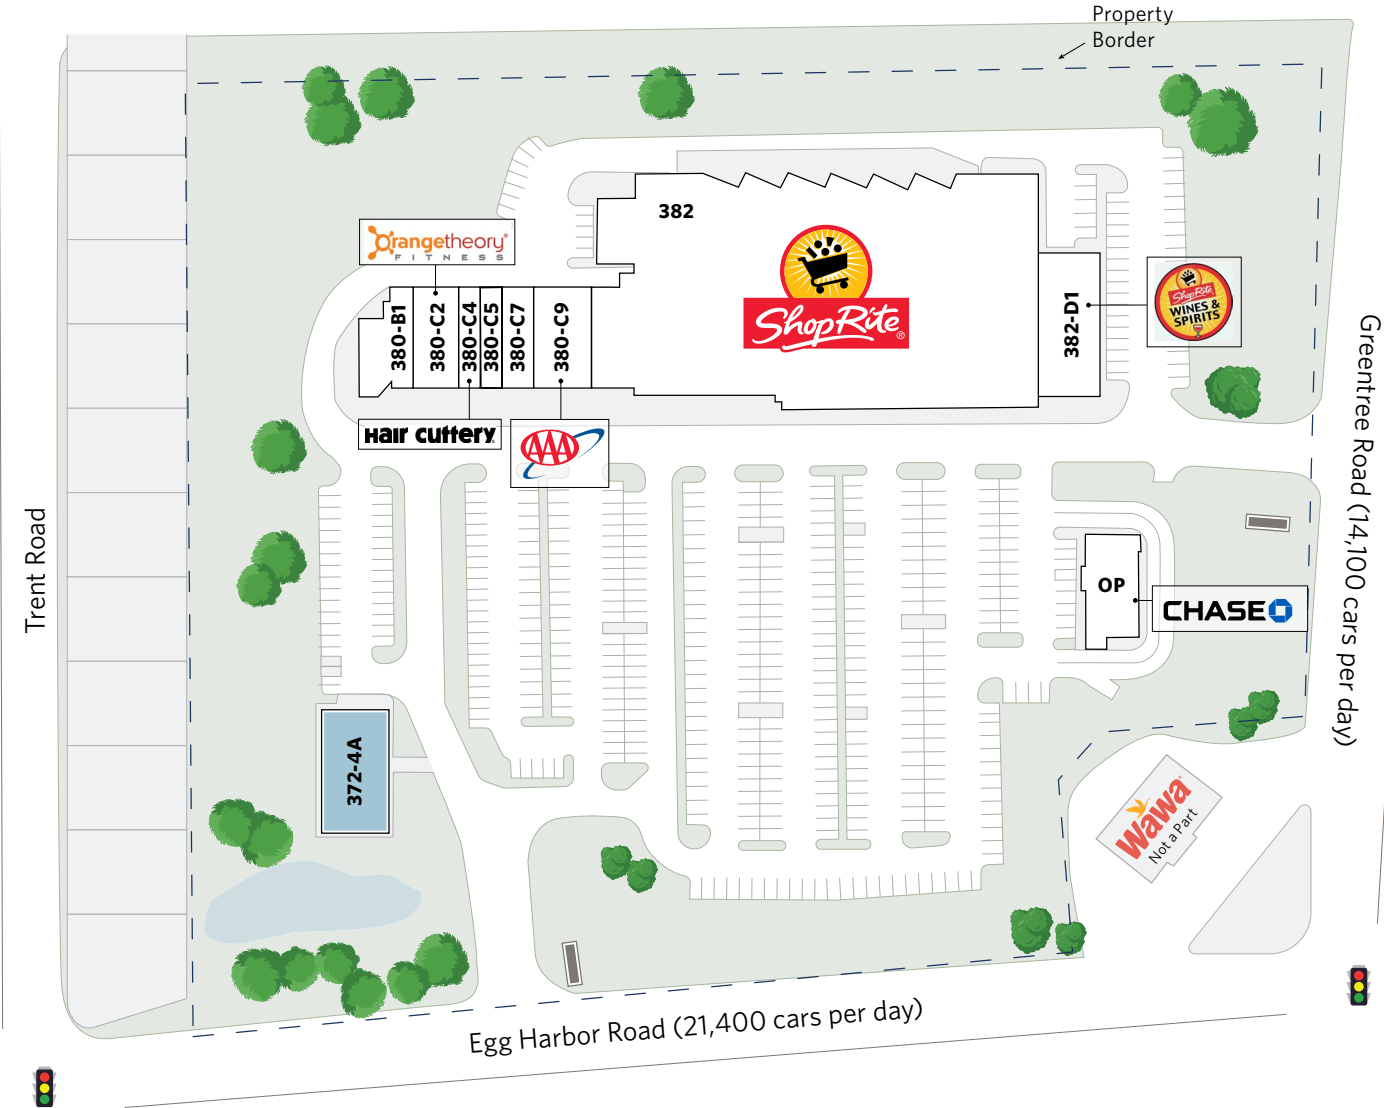 Property
Border
382
Orangetheory®
FITNESS
ShopRite®
382-D1
ShopRite
WINES &
SPIRITS
380-B1
380-C2
380-C4
380-C5
380-C7
380-C9
Hair Cuttery
AAA
Greentree Road (14,100 cars per day)
Trent Road
OP
CHASE
372-4A
Wawa
Not a Part
Egg Harbor Road (21,400 cars per day)